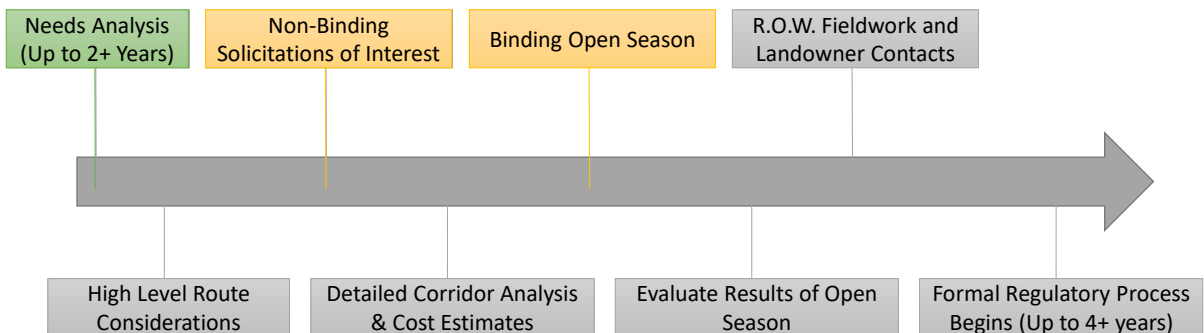 Needs Analysis
(Up to 2+ Years)
Non-Binding
Solicitations of Interest
Binding Open Season
R.O.W. Fieldwork and
Landowner Contacts
High Level Route
Considerations
Detailed Corridor Analysis
& Cost Estimates
Evaluate Results of Open
Season
Formal Regulatory Process
Begins (Up to 4+ years)